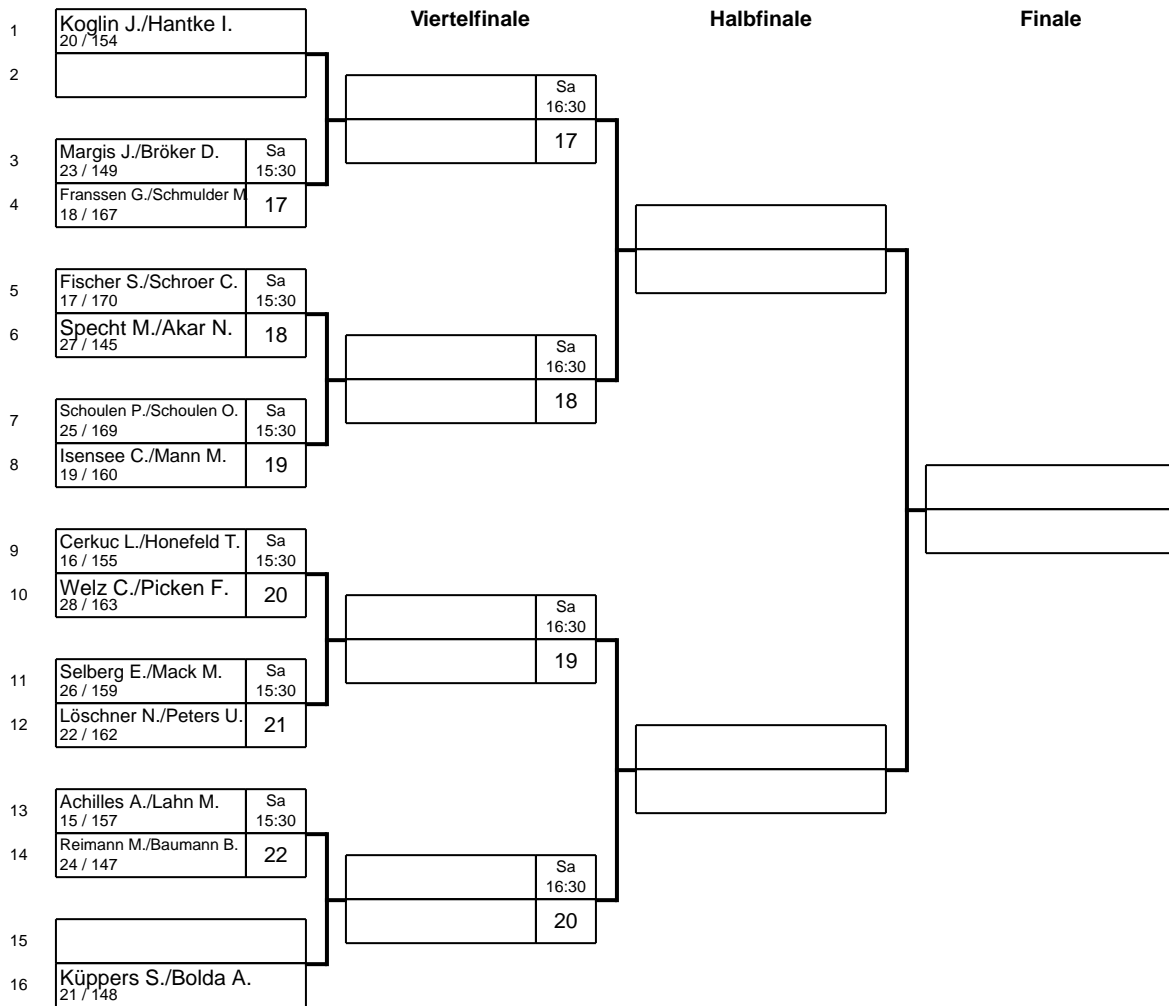 Viertelfinale Halbfinale Finale
1 Koglin J./Hantke I.
20 / 154
2
Sa
16:30
17
3 Margis J./Bröker D. Sa
23 / 149 15:30
4 Franssen G./Schmulder M 17
18 / 167
5 Fischer S./Schroer C. Sa
17 / 170 15:30
6 Specht M./Akar N. 18
27 / 145
Sa
16:30
18
7 Schoulen P./Schoulen O. Sa
25 / 169 15:30
8 Isensee C./Mann M. 19
19 / 160
9 Cerkuc L./Honefeld T. Sa
16 / 155 15:30
10 Welz C./Picken F. 20
28 / 163
Sa
16:30
19
11 Selberg E./Mack M. Sa
26 / 159 15:30
12 Löschner N./Peters U. 21
22 / 162
13 Achilles A./Lahn M. Sa
15 / 157 15:30
14 Reimann M./Baumann B. 22
24 / 147
Sa
16:30
20
15
16 Küppers S./Bolda A.
21 / 148